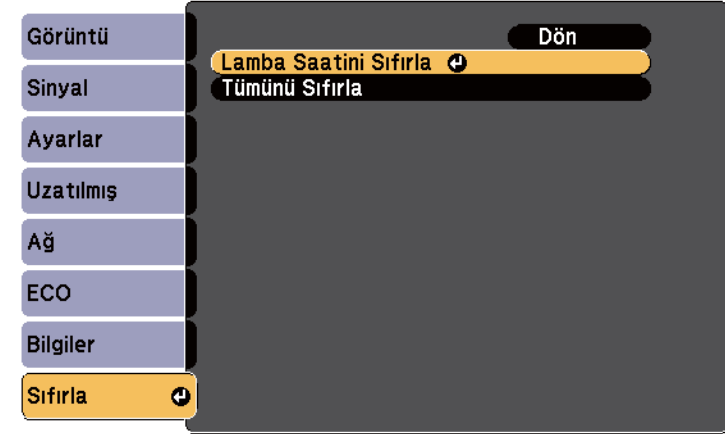 Görüntü
Sinyal
Ayarlar
Uzatılmış
Ağ
ECO
Bilgiler
Sıfırla
Dön
Lamba Saatini Sıfırla
Tümünü Sıfırla